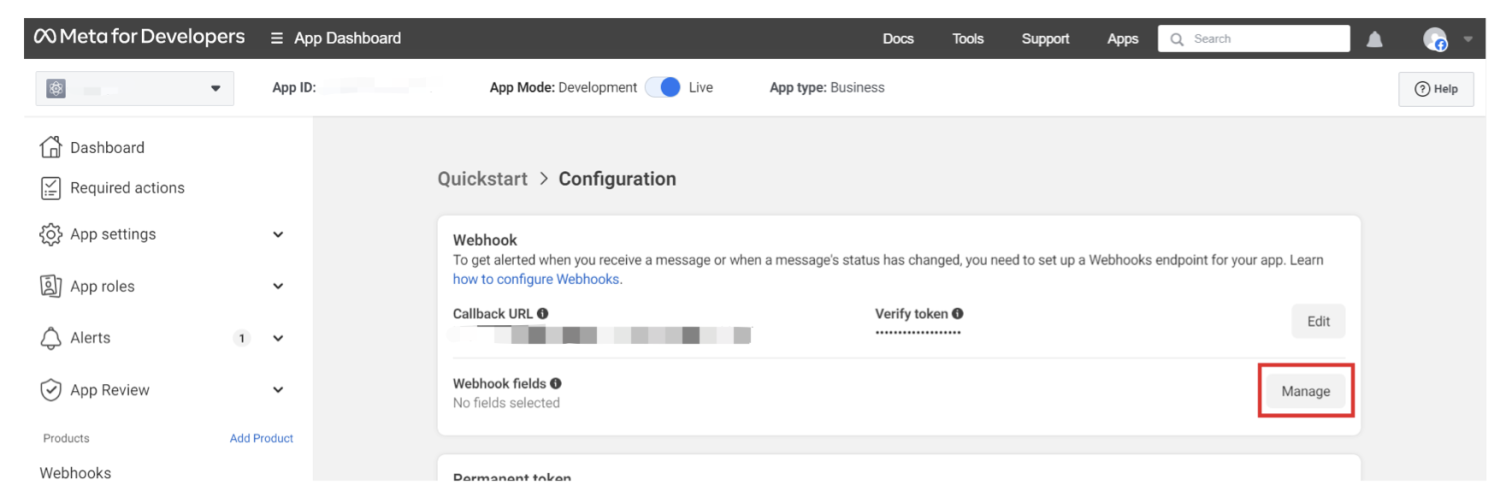 Meta for Developers App Dashboard Docs Tools Support Apps Search
App ID: App Mode: Development Live App type: Business Help
Dashboard
Required actions
App settings
App roles
Alerts 1
App Review
Products Add Product
Webhooks
Quickstart > Configuration
Webhook
To get alerted when you receive a message or when a message's status has changed, you need to set up a Webhooks endpoint for your app. Learn
how to configure Webhooks.
Callback URL Verify token
••••••••••••••••••• Edit
Webhook fields
No fields selected
Manage
Permanent token